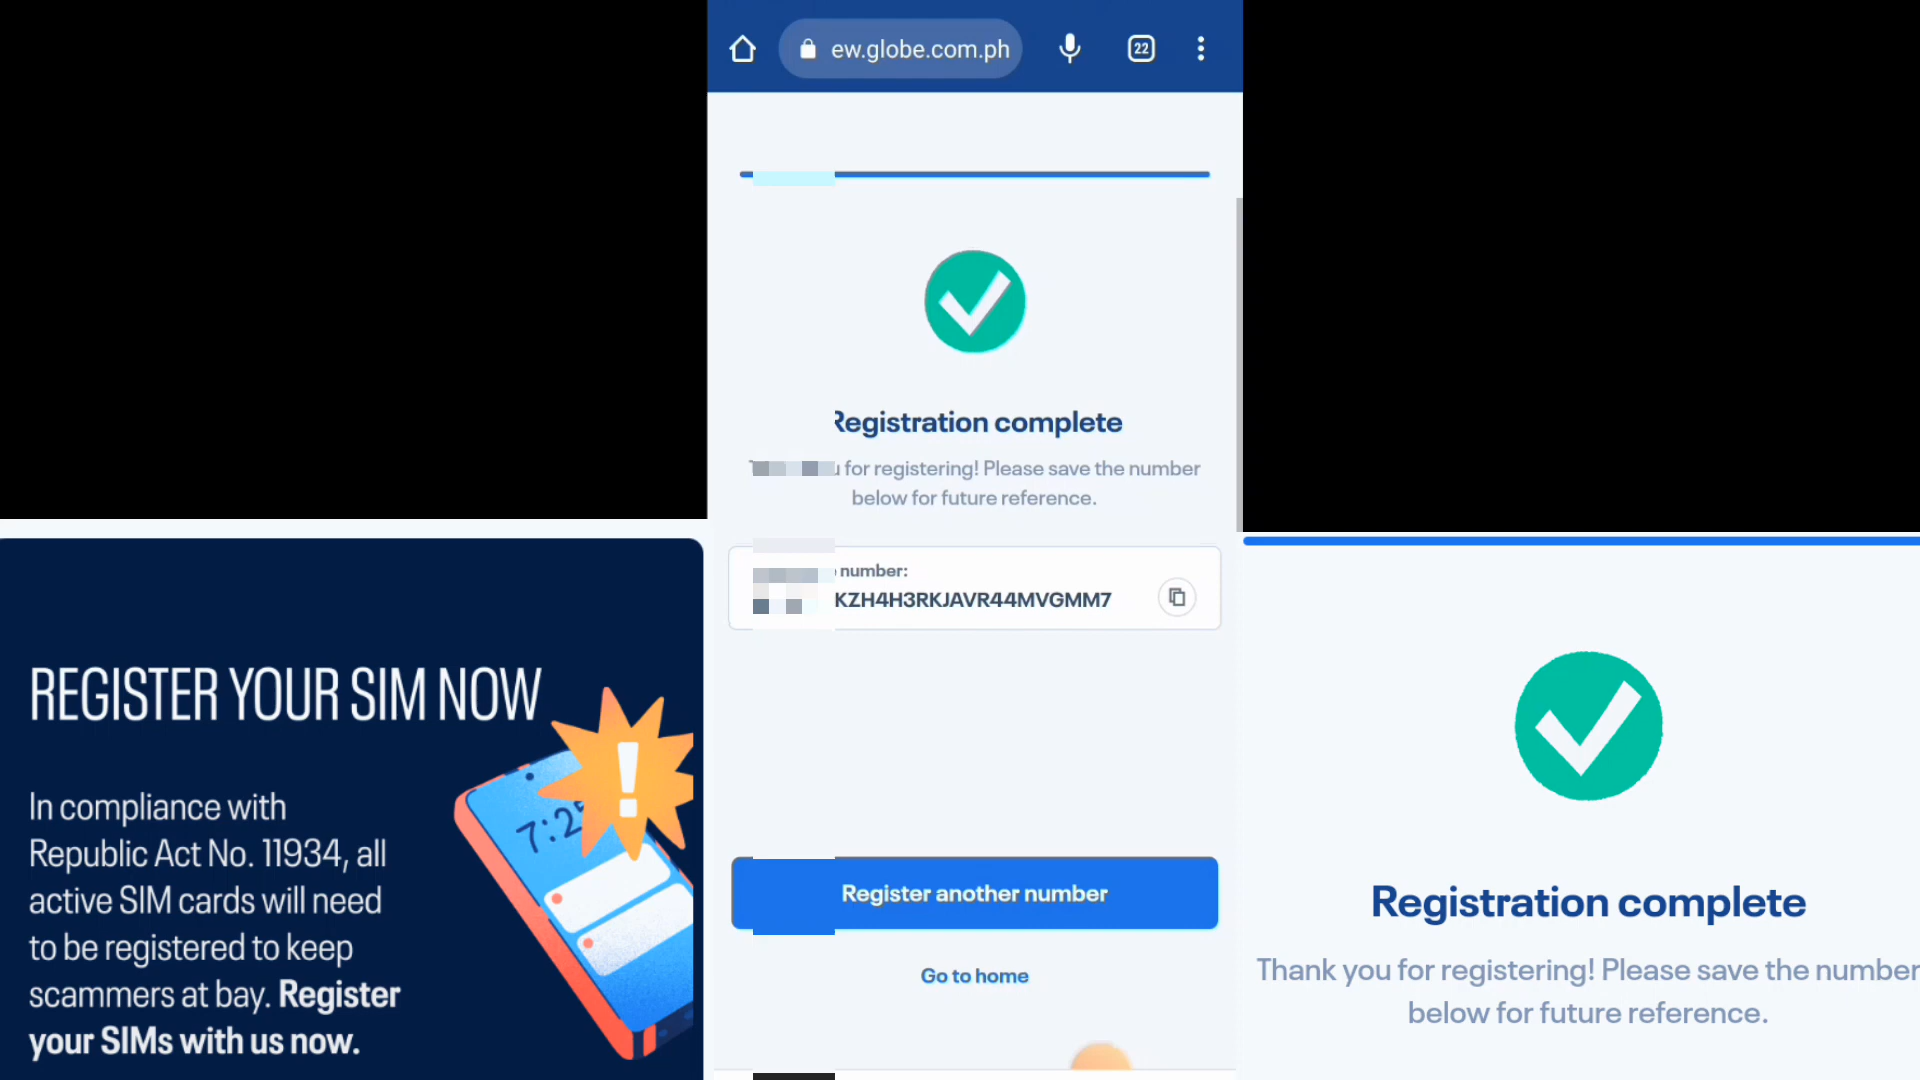 ew.globe.com.ph
22
Registration complete
for registering! Please save the number
below for future reference.
number:
KZH4H3RKJAVR44MVGMM7
Register another number
Go to home
REGISTER YOUR SIM NOW
In compliance with
Republic Act No. 11934, all
active SIM cards will need
to be registered to keep
scammers at bay. Register
your SIMs with us now.
Registration complete
Thank you for registering! Please save the number
below for future reference.